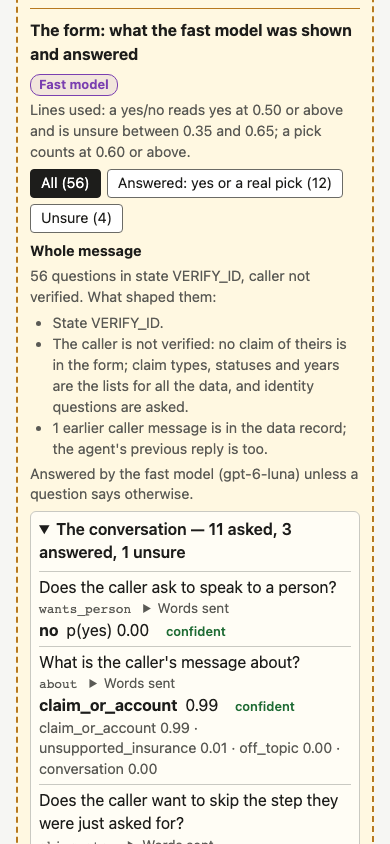 The form: what the fast model was shown
and answered
Fast model
Lines used: a yes/no reads yes at 0.50 or above
and is unsure between 0.35 and 0.65; a pick
counts at 0.60 or above.
All (56)
Answered: yes or a real pick (12)
Unsure (4)
Whole message
56 questions in state VERIFY_ID, caller not
verified. What shaped them:
• State VERIFY_ID.
• The caller is not verified: no claim of theirs is
in the form; claim types, statuses and years
are the lists for all the data, and identity
questions are asked.
• 1 earlier caller message is in the data record;
the agent's previous reply is too.
Answered by the fast model (gpt-6-luna) unless a
question says otherwise.
▼ The conversation — 11 asked, 3
answered, 1 unsure
Does the caller ask to speak to a person?
wants_person ▶ Words sent
no p(yes) 0.00 confident
What is the caller's message about?
about ▶ Words sent
claim_or_account 0.99 confident
claim_or_account 0.99 ·
unsupported_insurance 0.01 · off_topic 0.00 ·
conversation 0.00
Does the caller want to skip the step they
were just asked for?